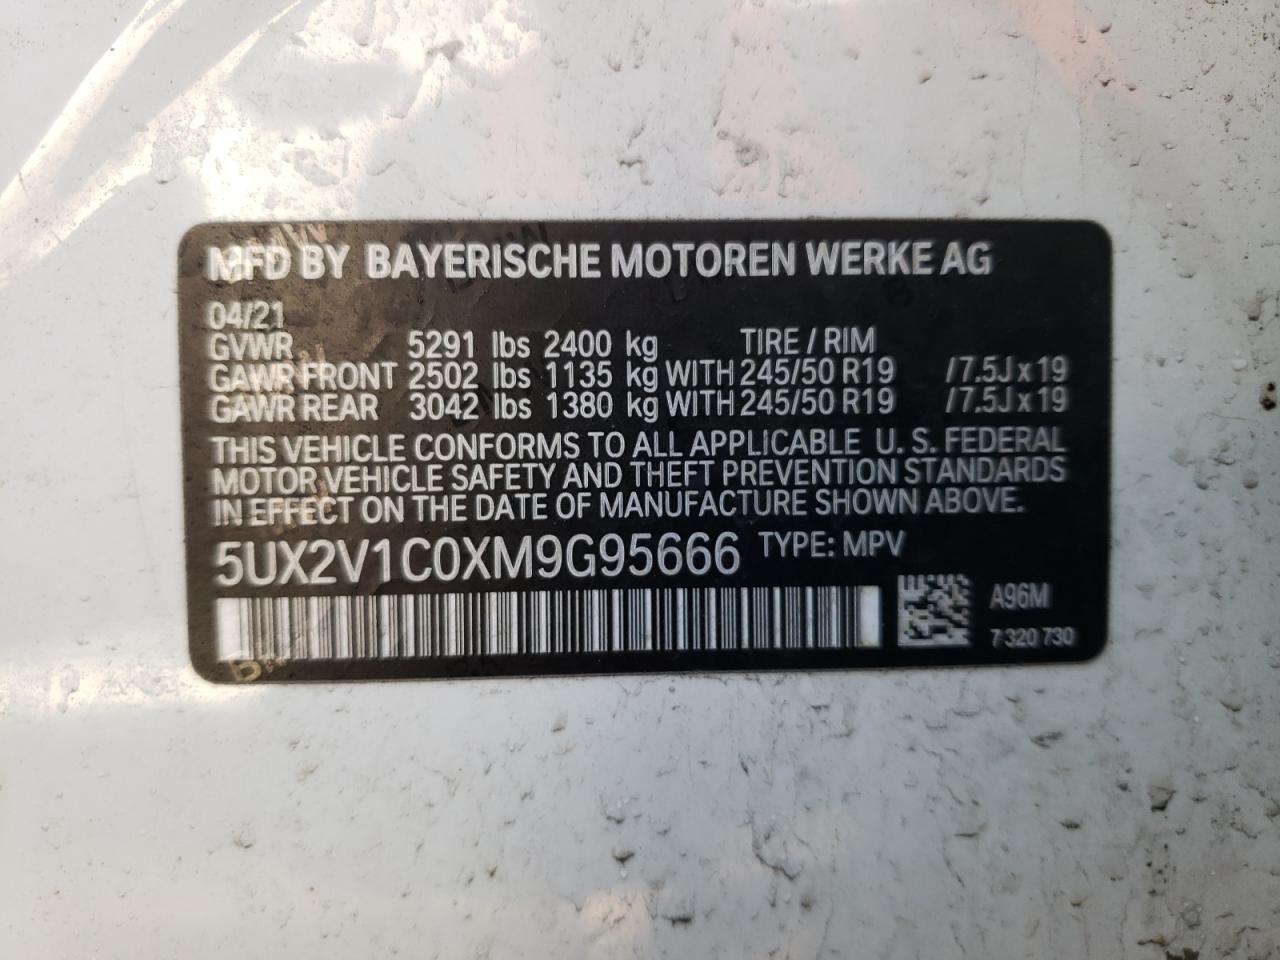 MFD BY BAYERISCHE MOTOREN WERKE AG
04/21
GVWR 5291 lbs 2400 kg TIRE / RIM
GAWR FRONT 2502 lbs 1135 kg WITH 245/50 R19 / 7.5J x 19
GAWR REAR 3042 lbs 1380 kg WITH 245/50 R19 / 7.5J x 19
THIS VEHICLE CONFORMS TO ALL APPLICABLE U. S. FEDERAL
MOTOR VEHICLE SAFETY AND THEFT PREVENTION STANDARDS
IN EFFECT ON THE DATE OF MANUFACTURE SHOWN ABOVE.
5UX2V1C0XM9G95666 TYPE: MPV
A96M
7 320 730